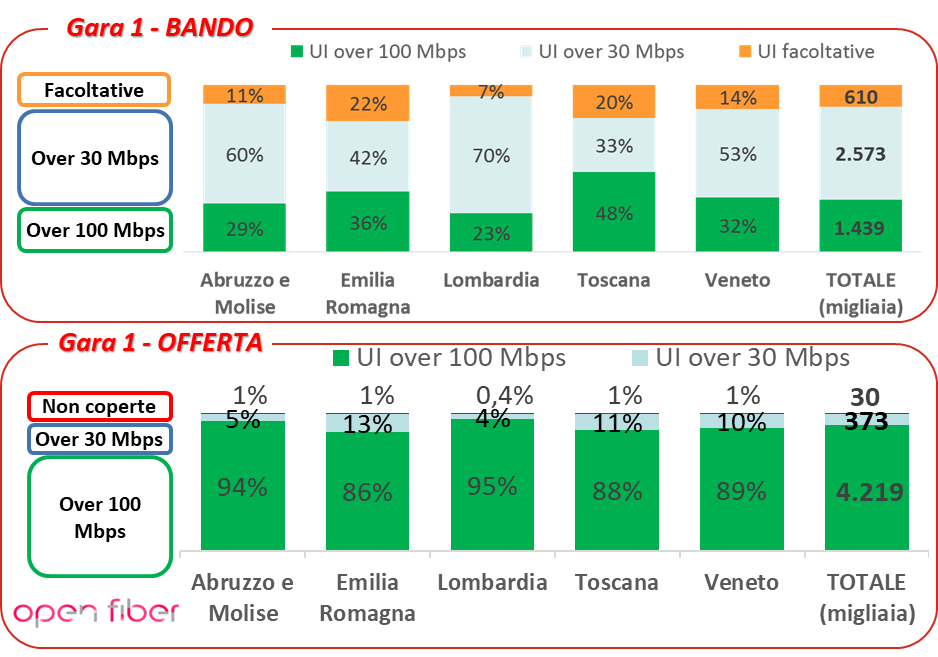 Gara 1 - BANDO
UI over 100 Mbps UI over 30 Mbps UI facoltative
Facoltative
Over 30 Mbps
Over 100 Mbps
11% 22% 7% 20% 14% 610
60% 42% 70% 33% 53% 2.573
29% 36% 23% 48% 32% 1.439
Abruzzo e Emilia Lombardia Toscana Veneto TOTALE
Molise Romagna (migliaia)
Gara 1 - OFFERTA
UI over 100 Mbps UI over 30 Mbps
Non coperte
Over 30 Mbps
Over 100
Mbps
1% 1% 0,4% 1% 1% 30
5% 13% 4% 11% 10% 373
94% 86% 95% 88% 89% 4.219
Abruzzo e Emilia Lombardia Toscana Veneto TOTALE
Molise Romagna (migliaia)
open fiber